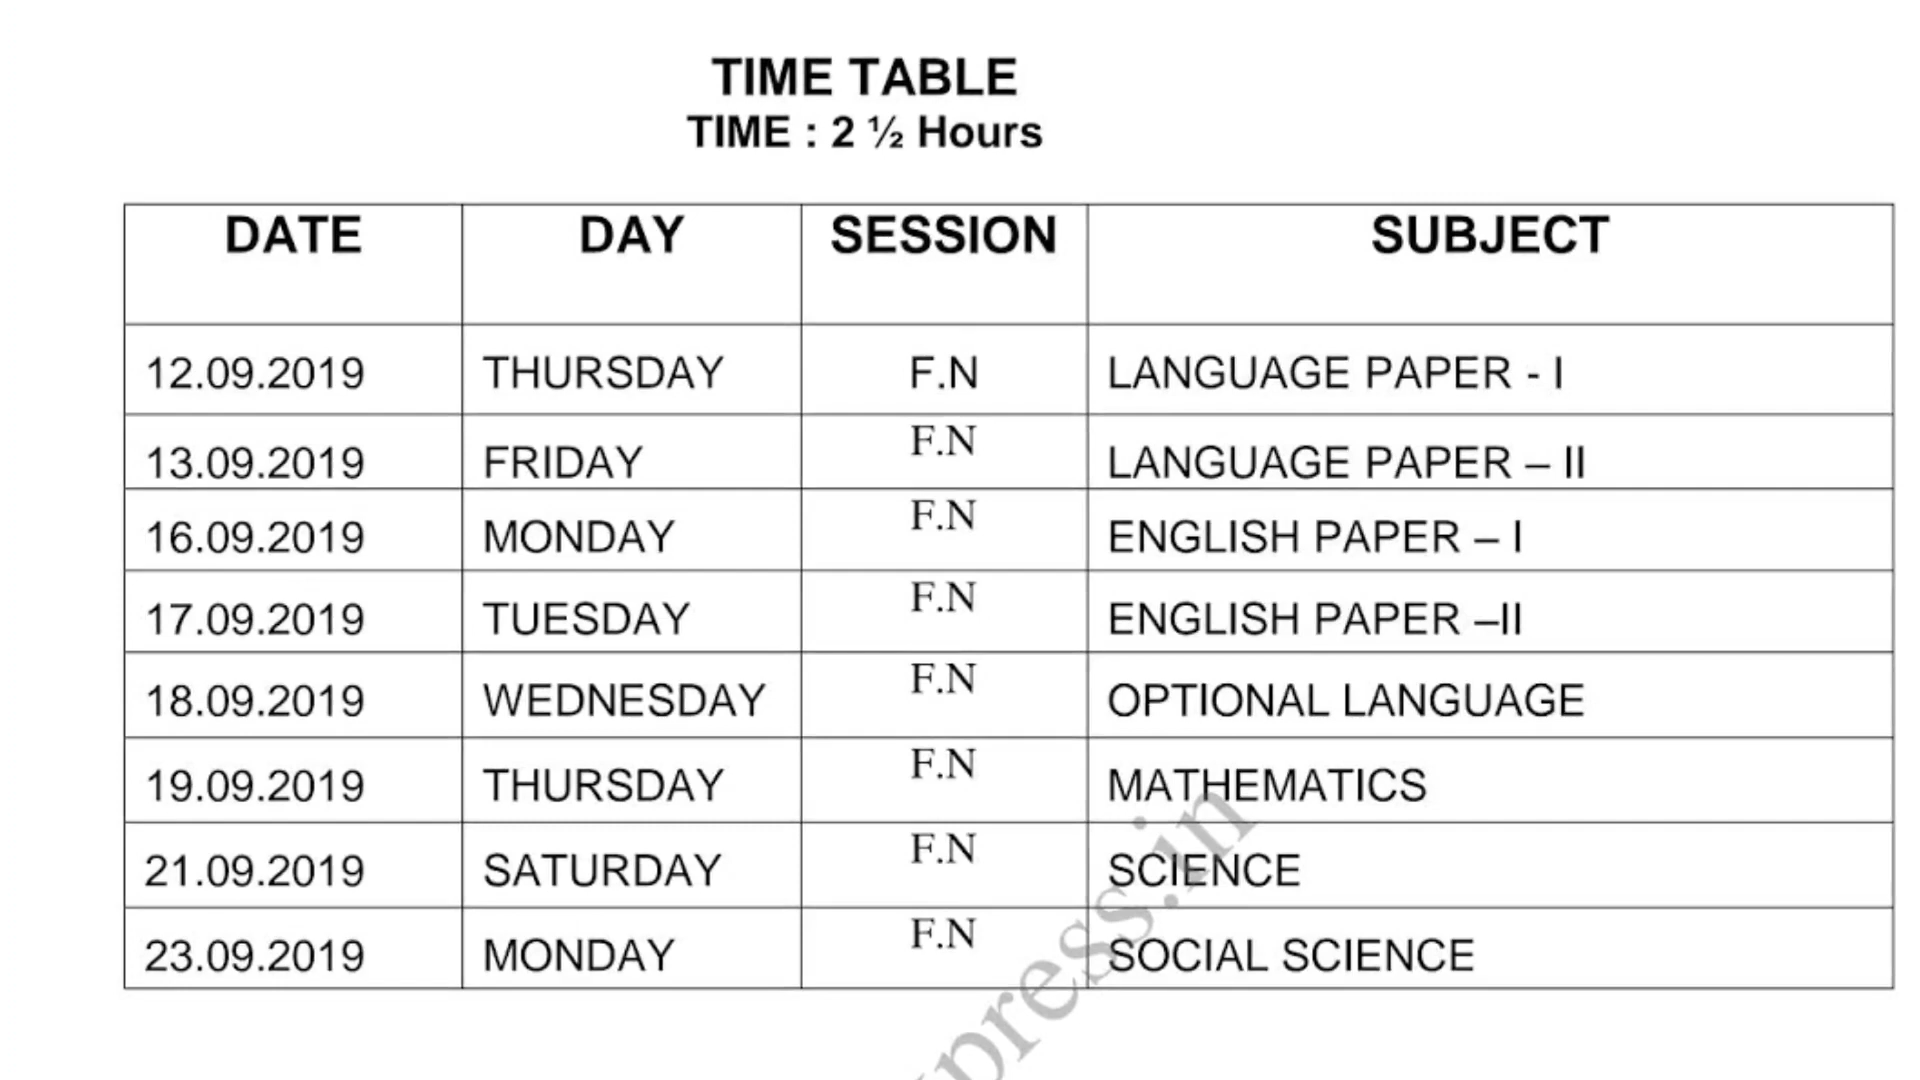 TIME TABLE
TIME : 2 ½ Hours
DATE DAY SESSION SUBJECT
12.09.2019 THURSDAY F.N LANGUAGE PAPER - I
13.09.2019 FRIDAY F.N LANGUAGE PAPER – II
16.09.2019 MONDAY F.N ENGLISH PAPER – I
17.09.2019 TUESDAY F.N ENGLISH PAPER –II
18.09.2019 WEDNESDAY F.N OPTIONAL LANGUAGE
19.09.2019 THURSDAY F.N MATHEMATICS
21.09.2019 SATURDAY F.N SCIENCE
23.09.2019 MONDAY F.N SOCIAL SCIENCE
press.in